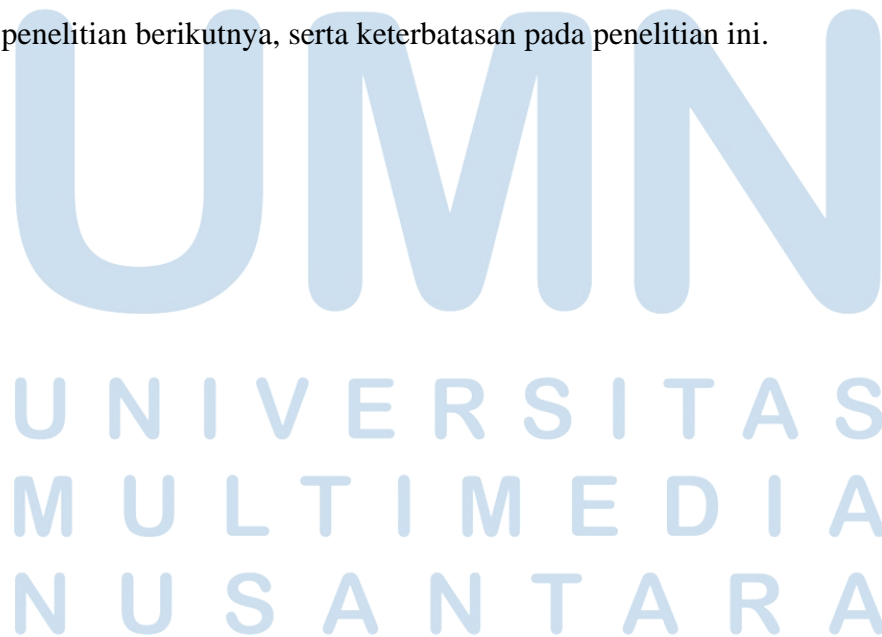 penelitian berikutnya, serta keterbatasan pada penelitian ini.
UMN
UNIVERSITAS
MULTIMEDIA
NUSANTARA